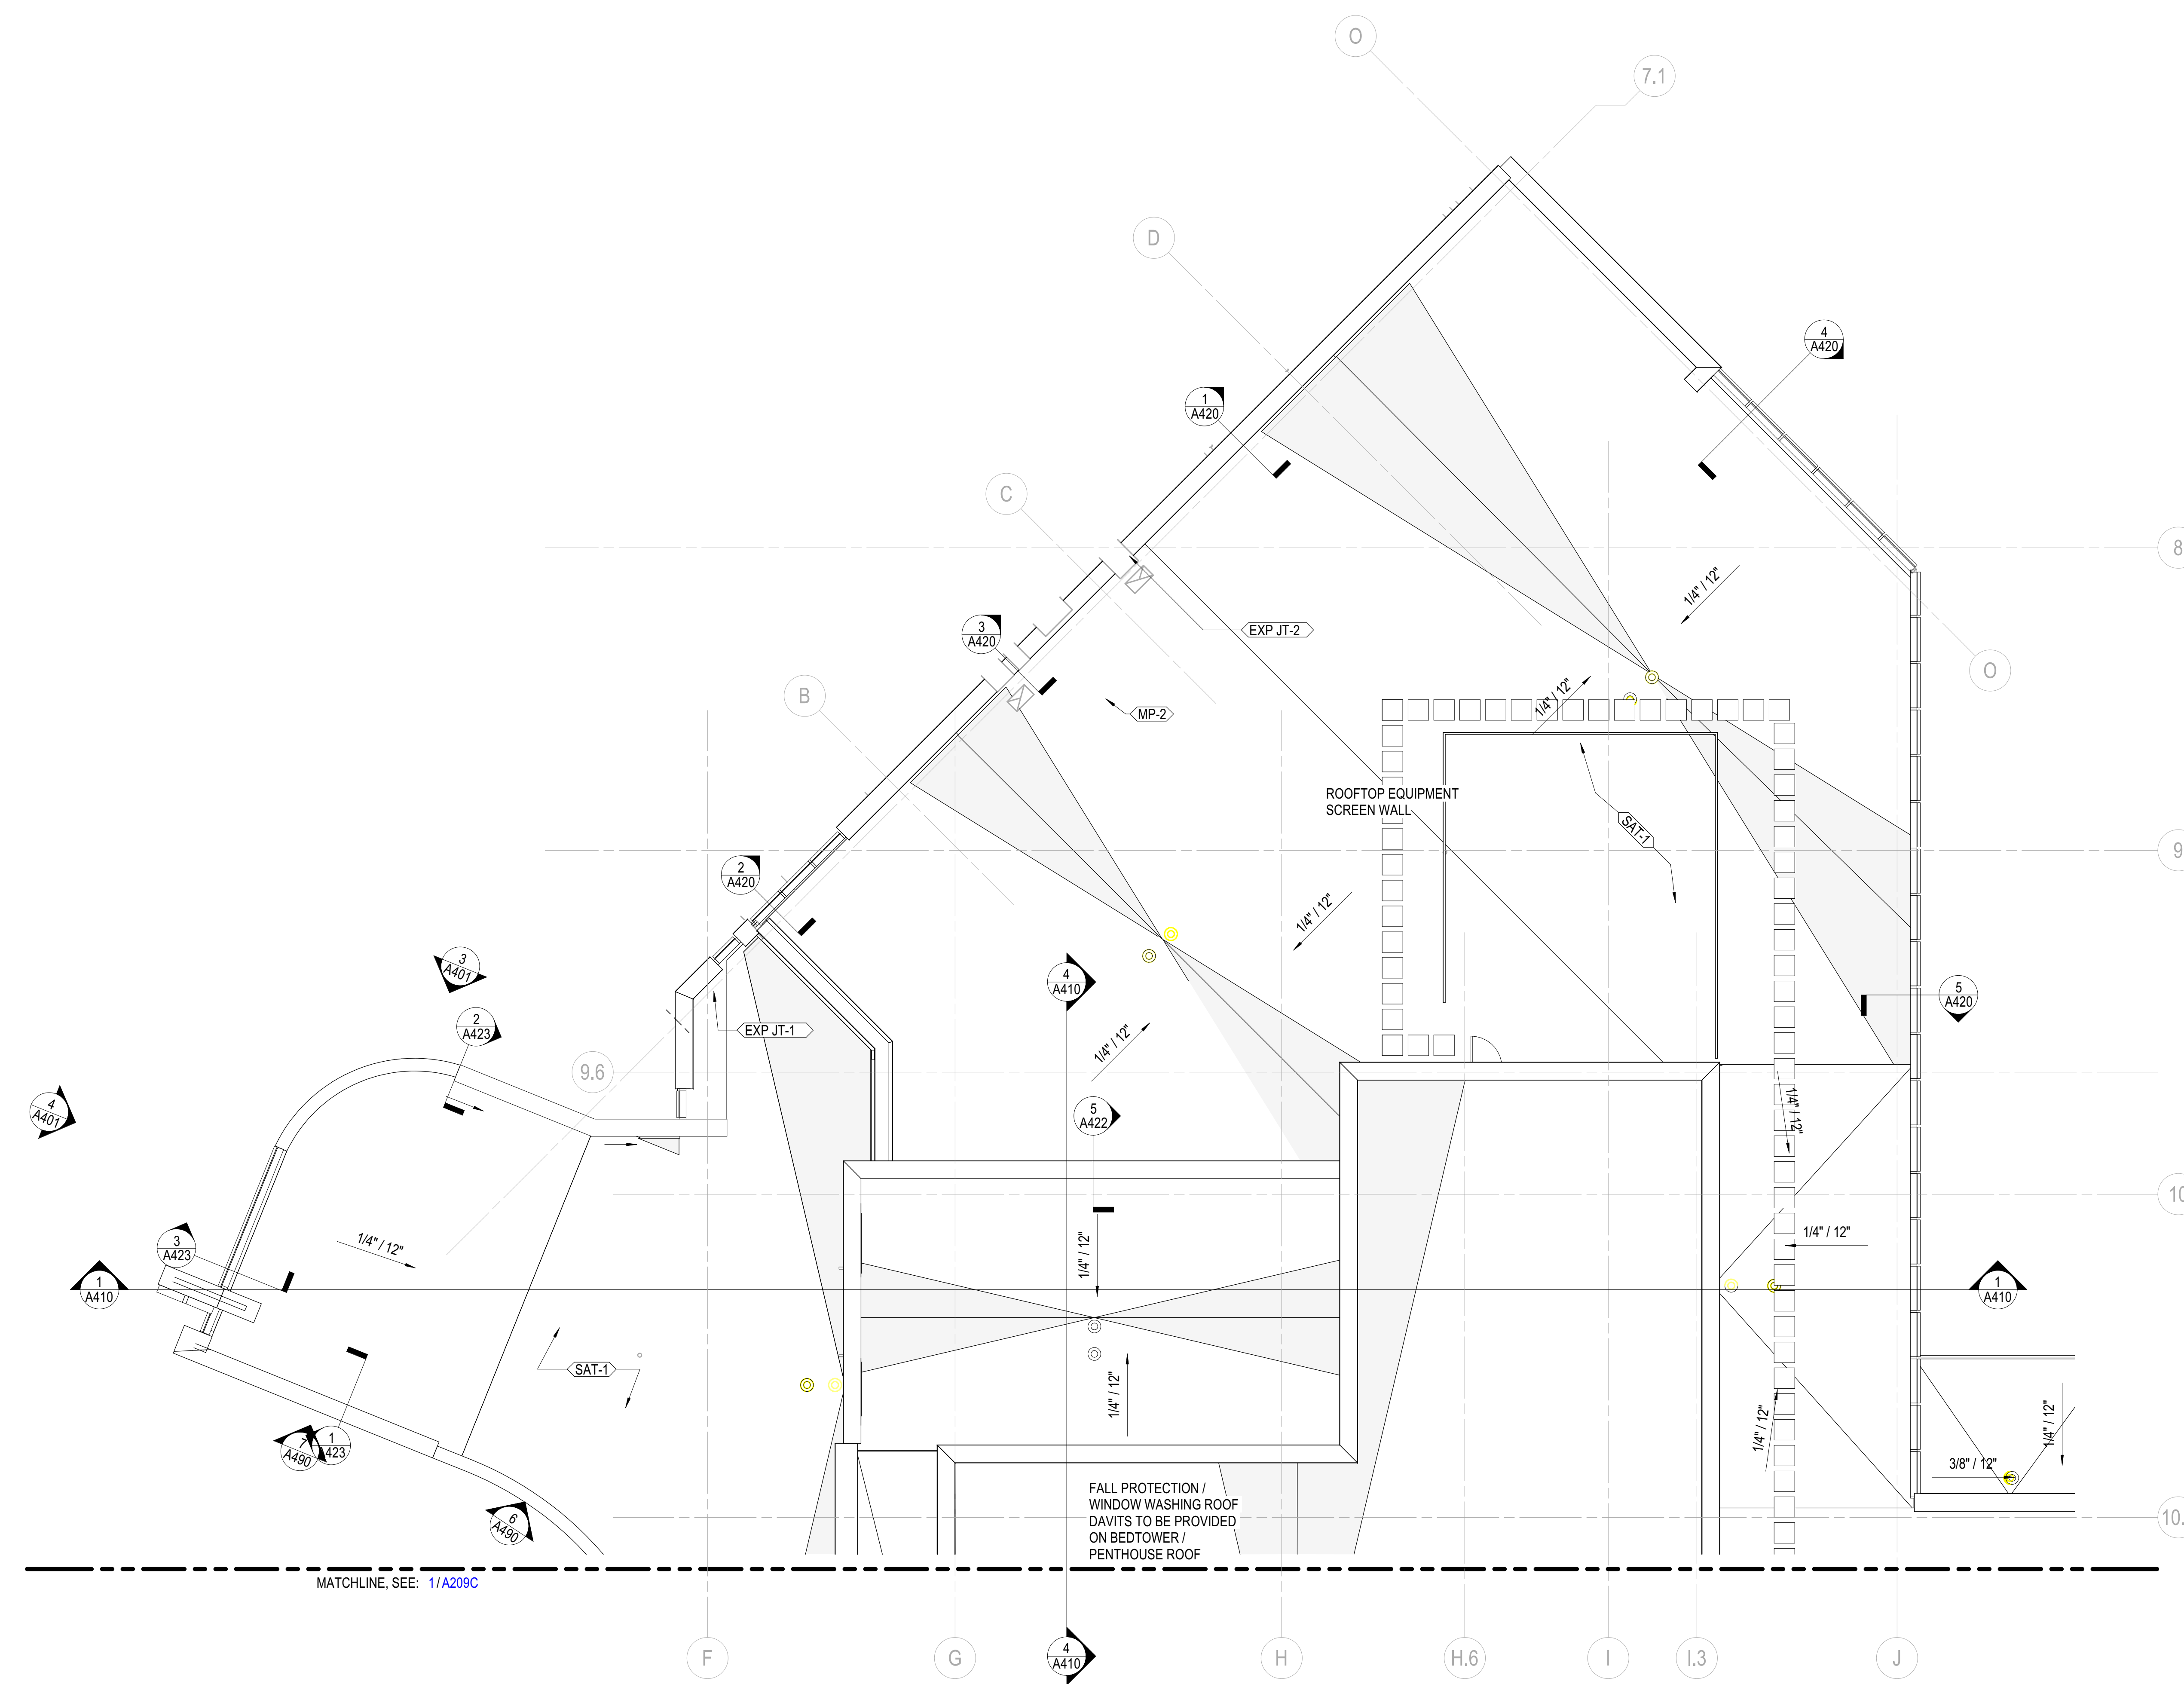 O
7.1
D
4
A420
1
A420
C
8
1/4" / 12"
3
A420
EXP JT-2
O
B
1/4" / 12"
MP-2
ROOFTOP EQUIPMENT
SCREEN WALL
SAT-1
9
2
A420
1/4" / 12"
3
A401
4
A410
5
A420
2
A423
EXP JT-1
1/4" / 12"
9.6
4
A401
5
A422
1/4" / 12"
10
3
A423
1/4" / 12"
1/4" / 12"
1/4" / 12"
1
A410
1
A410
SAT-1
1/4" / 12"
1/4" / 12"
1/4" / 12"
7
A490
1
A423
3/8" / 12"
6
A490
FALL PROTECTION /
WINDOW WASHING ROOF
DAVITS TO BE PROVIDED
ON BEDTOWER /
PENTHOUSE ROOF
10.
MATCHLINE, SEE: 1 / A209C
F
G
4
A410
H
H.6
I
I.3
J